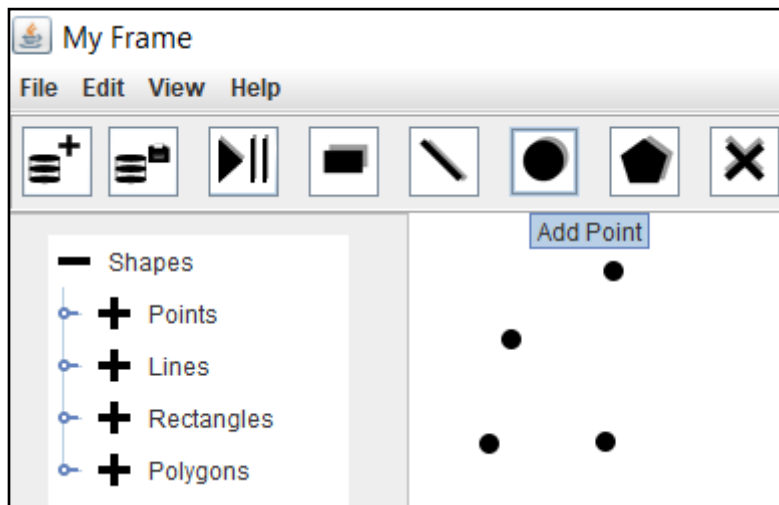 My Frame
File Edit View Help
Add Point
Shapes
Points
Lines
Rectangles
Polygons